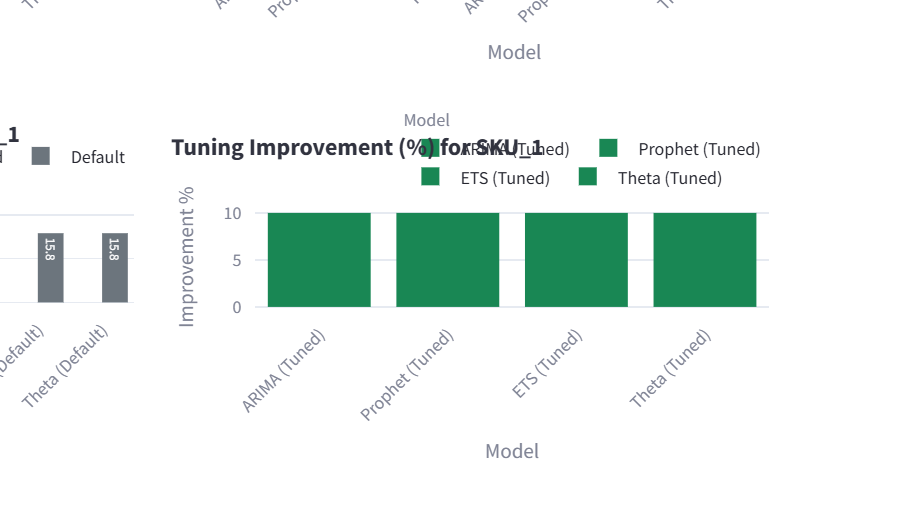 Model
_1
Default
15.8
15.8
(Default)
Theta (Default)
Model
Tuning Improvement (%) for SKU_1
ARIMA (Tuned)
Prophet (Tuned)
ETS (Tuned)
Theta (Tuned)
Improvement %
10
5
0
ARIMA (Tuned)
Prophet (Tuned)
ETS (Tuned)
Theta (Tuned)
Model